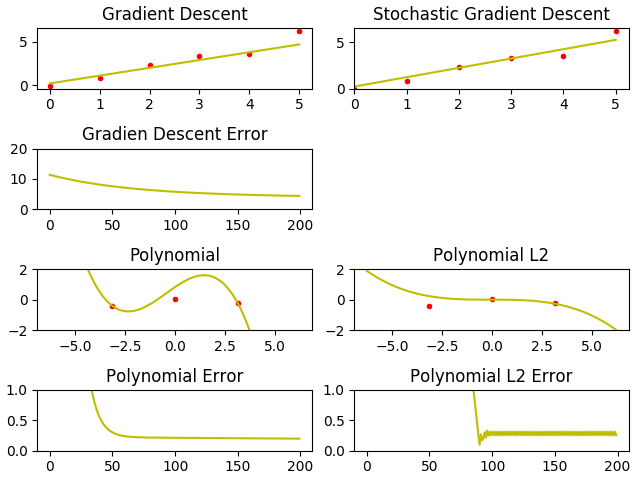 Gradient Descent
Stochastic Gradient Descent
5
0
0 1 2 3 4 5
5
0
0 1 2 3 4 5
Gradien Descent Error
20
10
0
0 50 100 150 200
Polynomial
Polynomial L2
2
0
−2
−5.0 −2.5 0.0 2.5 5.0
2
0
−2
−5.0 −2.5 0.0 2.5 5.0
Polynomial Error
Polynomial L2 Error
1.0
0.5
0.0
0 50 100 150 200
1.0
0.5
0.0
0 50 100 150 200